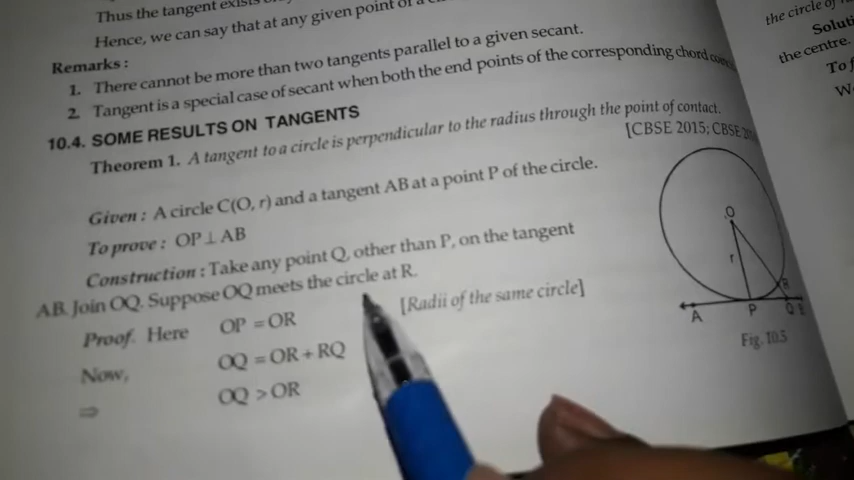 Thus the tangent exists
Hence, we can say that at any given point of a
Remarks :
1. There cannot be more than two tangents parallel to a given secant.
2. Tangent is a special case of secant when both the end points of the corresponding chord
10.4. SOME RESULTS ON TANGENTS
Theorem 1. A tangent to a circle is perpendicular to the radius through the point of contact.
[CBSE 2015; CBSE
Given : A circle C(O, r) and a tangent AB at a point P of the circle.
To prove : OP ⊥ AB
Construction : Take any point Q, other than P, on the tangent
AB. Join OQ. Suppose OQ meets the circle at R.
Proof. Here OP = OR [Radii of the same circle]
Now, OQ = OR + RQ
⇒ OQ > OR
O
r
R
A P Q B
Fig. 10.5
the circle of
Soluti
the centre.
To f
W